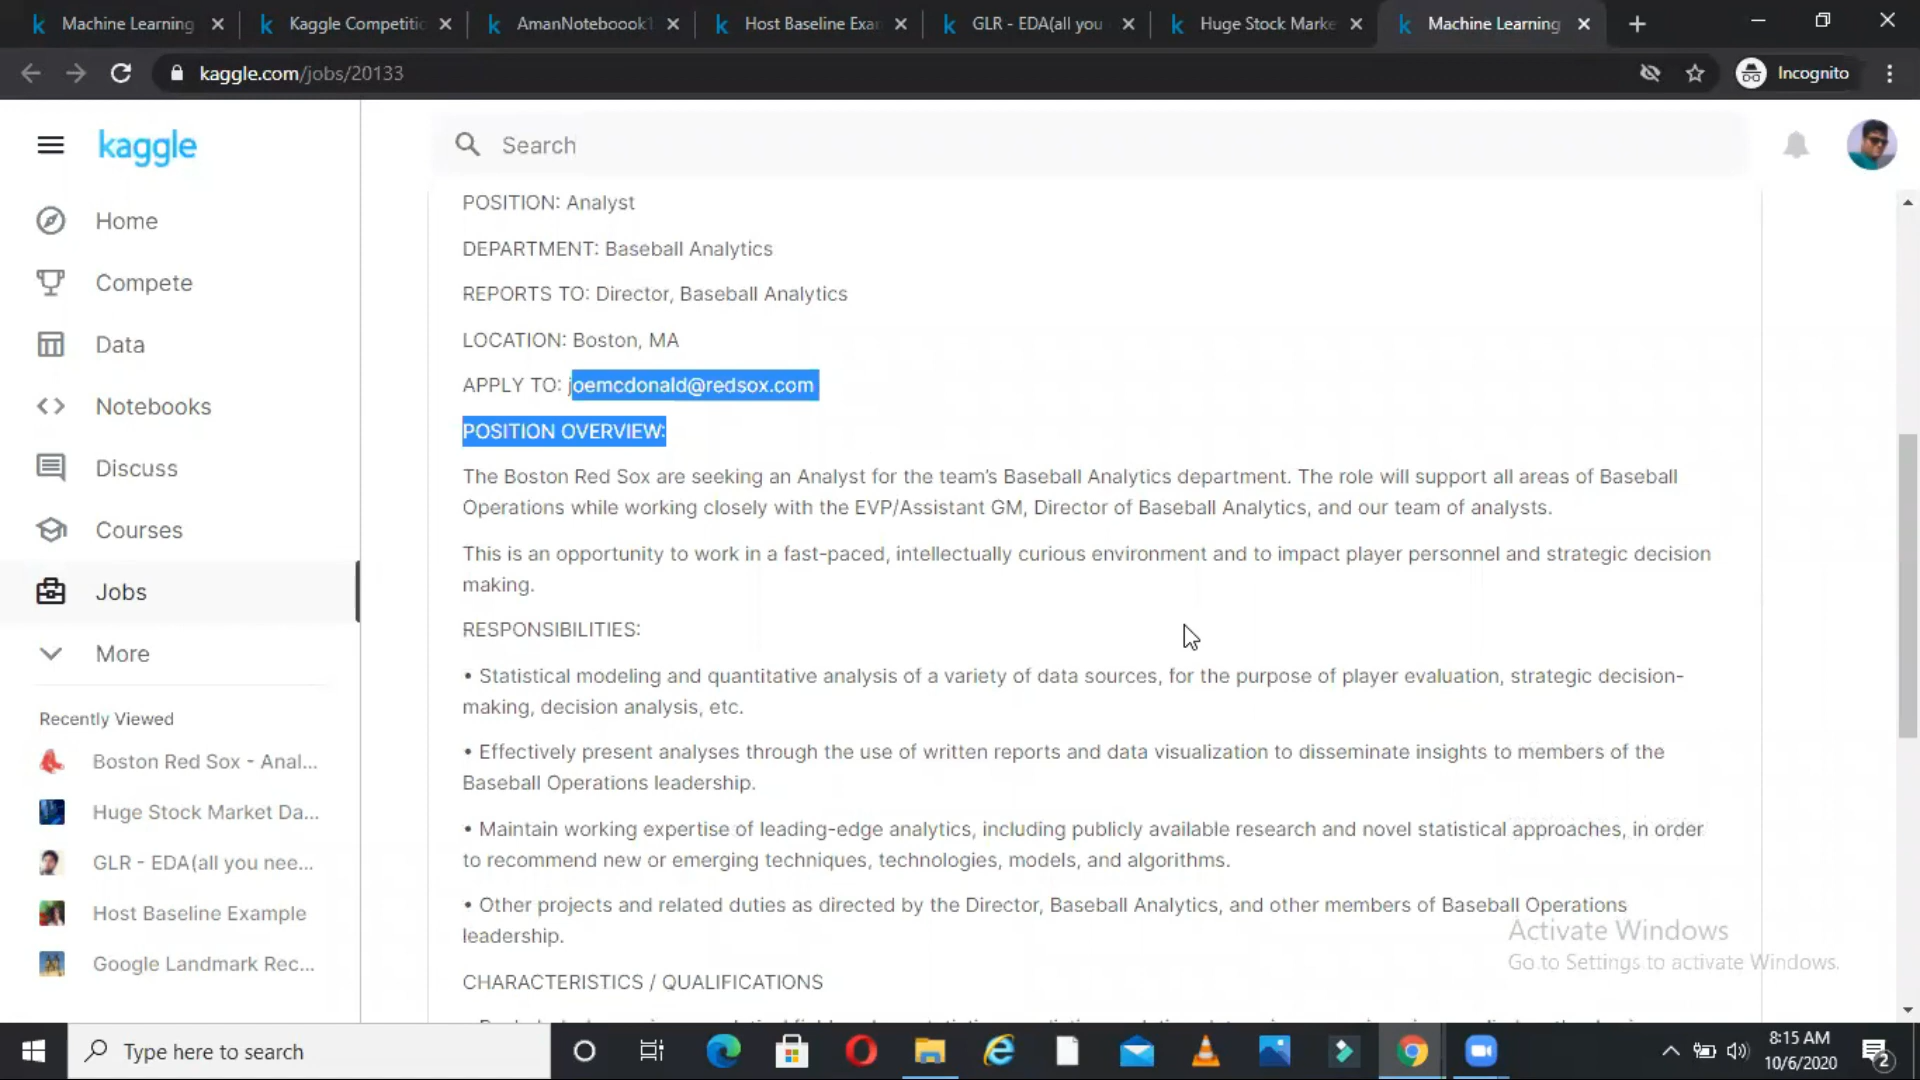 Machine Learning
Kaggle Competitio
AmanNoteboook1
Host Baseline Exa
GLR - EDA(all you
Huge Stock Marke
Machine Learning
kaggle.com/jobs/20133
Incognito
kaggle
Search
Home
Compete
Data
Notebooks
Discuss
Courses
Jobs
More
Recently Viewed
Boston Red Sox - Anal...
Huge Stock Market Da...
GLR - EDA(all you nee...
Host Baseline Example
Google Landmark Rec...
POSITION: Analyst
DEPARTMENT: Baseball Analytics
REPORTS TO: Director, Baseball Analytics
LOCATION: Boston, MA
APPLY TO: joemcdonald@redsox.com
POSITION OVERVIEW:
The Boston Red Sox are seeking an Analyst for the team's Baseball Analytics department. The role will support all areas of Baseball
Operations while working closely with the EVP/Assistant GM, Director of Baseball Analytics, and our team of analysts.
This is an opportunity to work in a fast-paced, intellectually curious environment and to impact player personnel and strategic decision
making.
RESPONSIBILITIES:
• Statistical modeling and quantitative analysis of a variety of data sources, for the purpose of player evaluation, strategic decision-
making, decision analysis, etc.
• Effectively present analyses through the use of written reports and data visualization to disseminate insights to members of the
Baseball Operations leadership.
• Maintain working expertise of leading-edge analytics, including publicly available research and novel statistical approaches, in order
to recommend new or emerging techniques, technologies, models, and algorithms.
• Other projects and related duties as directed by the Director, Baseball Analytics, and other members of Baseball Operations
leadership.
CHARACTERISTICS / QUALIFICATIONS
Activate Windows
Go to Settings to activate Windows.
Type here to search
8:15 AM
10/6/2020
2